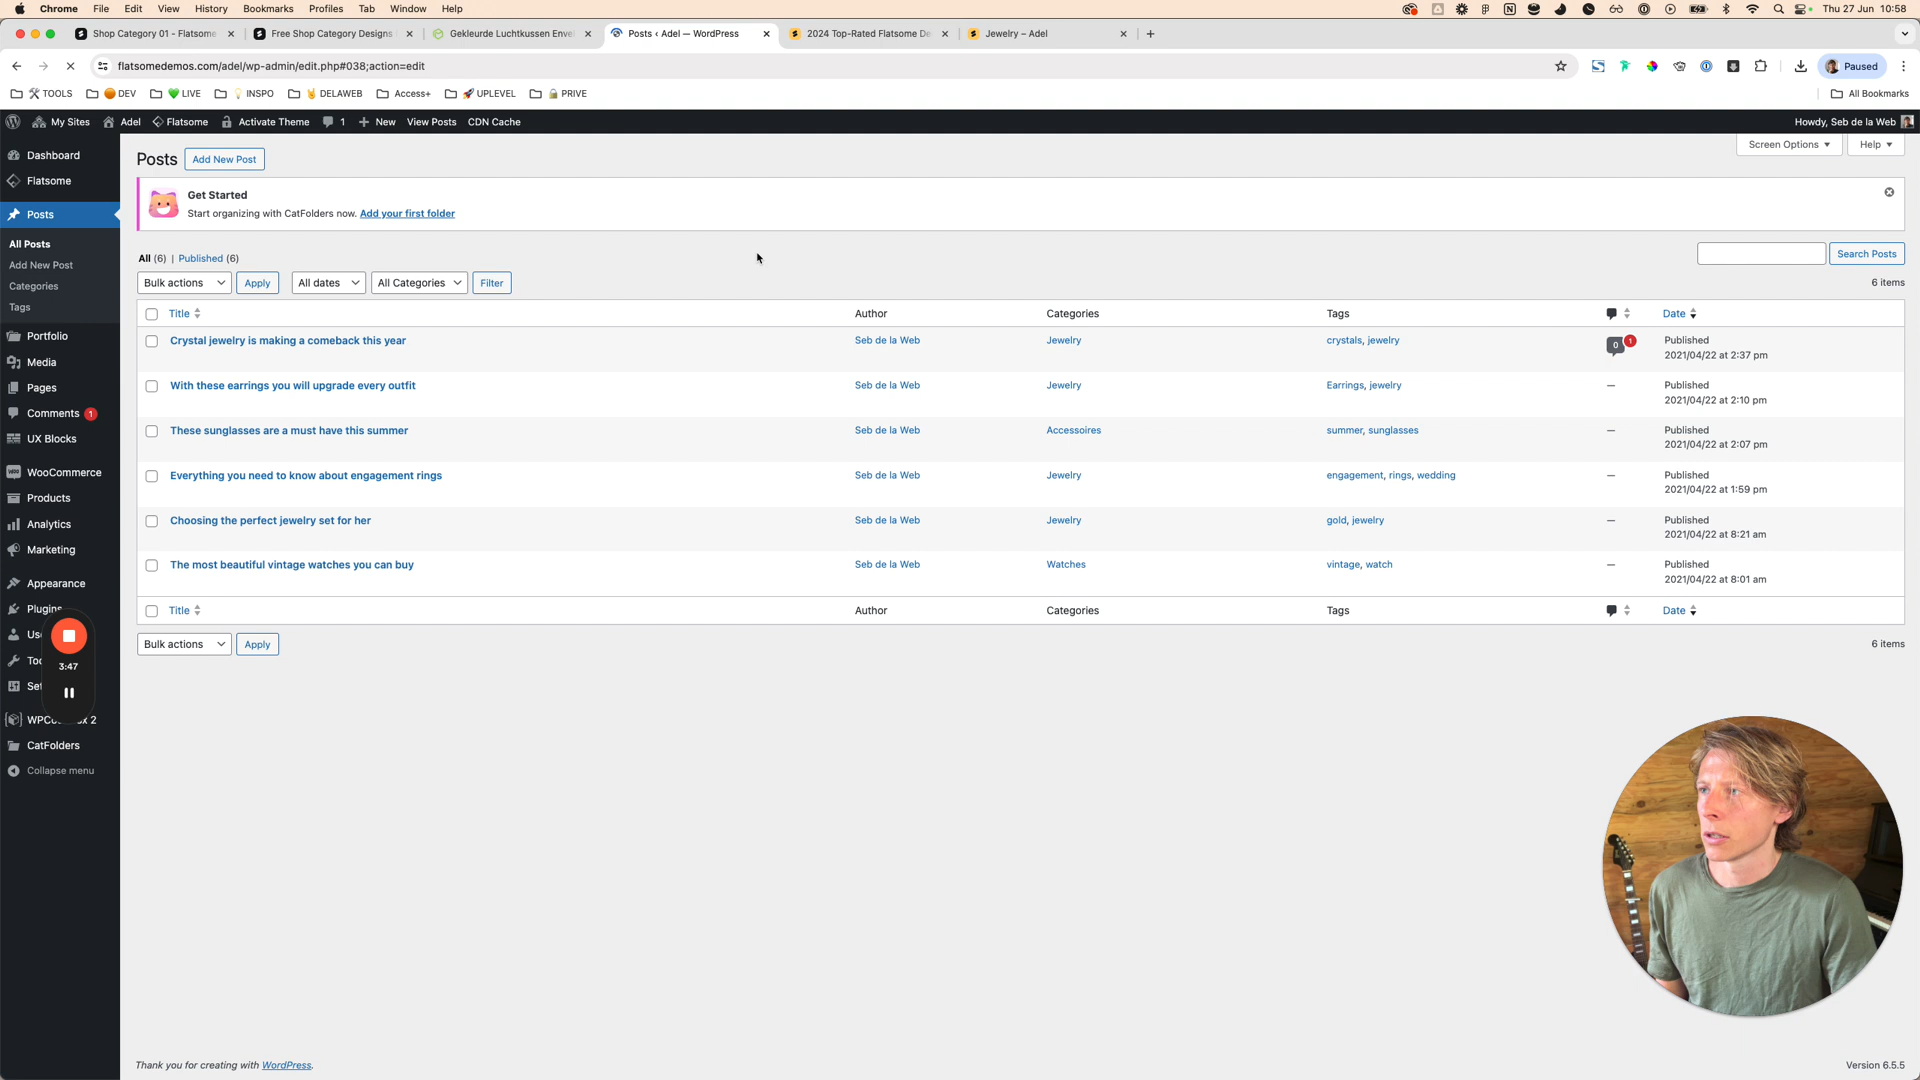 Chrome File Edit View History Bookmarks Profiles Tab Window Help Thu 27 Jun 10:58
Shop Category 01 - Flatsome Free Shop Category Designs Gekleurde Luchtkussen Enve Posts ‹ Adel — WordPress 2024 Top-Rated Flatsome De Jewelry – Adel
flatsomedemos.com/adel/wp-admin/edit.php#038;action=edit Paused
TOOLS DEV LIVE INSPO DELAWEB Access+ UPLEVEL PRIVE All Bookmarks
My Sites Adel Flatsome Activate Theme 1 New View Posts CDN Cache Howdy, Seb de la Web
Screen Options Help
Dashboard
Flatsome
Posts
All Posts
Add New Post
Categories
Tags
Portfolio
Media
Pages
Comments 1
UX Blocks
WooCommerce
Products
Analytics
Marketing
Appearance
Plugins
Us
Too
Set
WPCo x 2
CatFolders
Collapse menu
3:47
Posts Add New Post
Get Started
Start organizing with CatFolders now. Add your first folder
All (6) | Published (6) Search Posts
Bulk actions Apply All dates All Categories Filter 6 items
Title Author Categories Tags Date
Crystal jewelry is making a comeback this year Seb de la Web Jewelry crystals, jewelry 0 1 Published
2021/04/22 at 2:37 pm
With these earrings you will upgrade every outfit Seb de la Web Jewelry Earrings, jewelry — Published
2021/04/22 at 2:10 pm
These sunglasses are a must have this summer Seb de la Web Accessoires summer, sunglasses — Published
2021/04/22 at 2:07 pm
Everything you need to know about engagement rings Seb de la Web Jewelry engagement, rings, wedding — Published
2021/04/22 at 1:59 pm
Choosing the perfect jewelry set for her Seb de la Web Jewelry gold, jewelry — Published
2021/04/22 at 8:21 am
The most beautiful vintage watches you can buy Seb de la Web Watches vintage, watch — Published
2021/04/22 at 8:01 am
Title Author Categories Tags Date
Bulk actions Apply 6 items
Thank you for creating with WordPress. Version 6.5.5